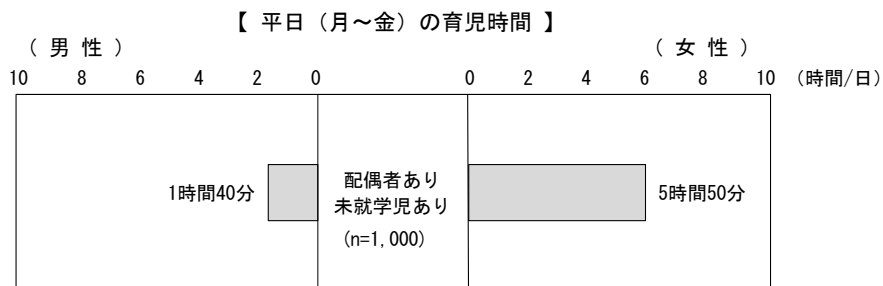 【 平日（月～金）の育児時間 】
（ 男 性 ）	（ 女 性 ）
10 8 6 4 2 0 0 2 4 6 8 10 （時間/日）
1時間40分
配偶者あり
未就学児あり
(n=1,000)
5時間50分